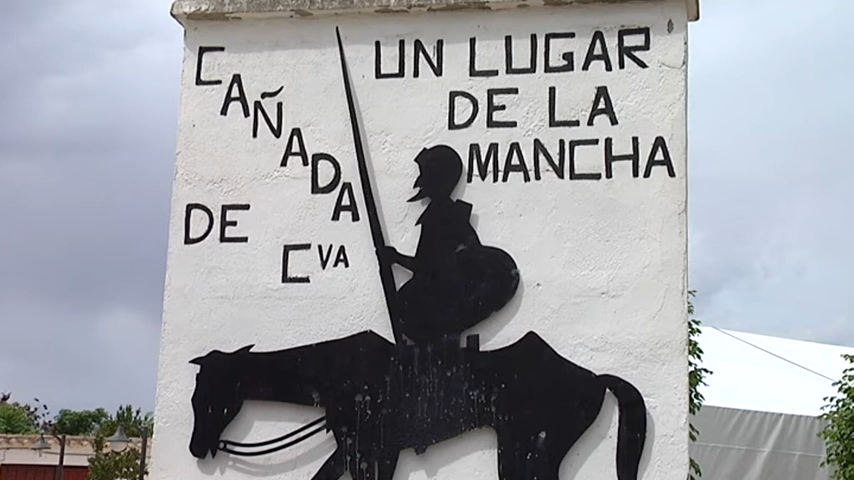 CAÑADA
DE
Cᵛᴬ
UN LUGAR
DE LA
MANCHA